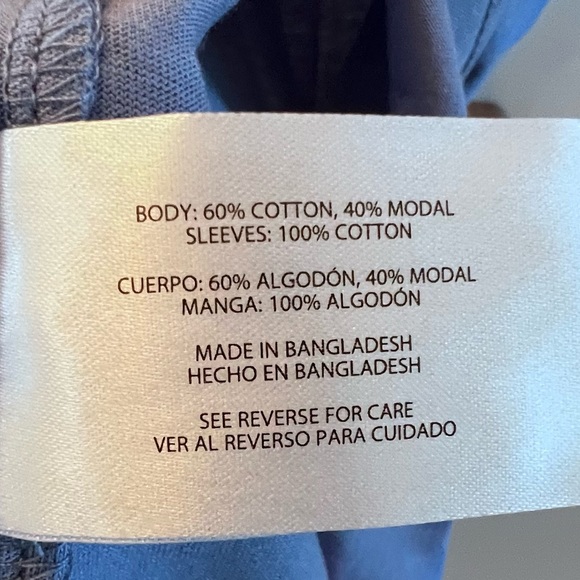 BODY: 60% COTTON, 40% MODAL
SLEEVES: 100% COTTON
CUERPO: 60% ALGODÓN, 40% MODAL
MANGA: 100% ALGODÓN
MADE IN BANGLADESH
HECHO EN BANGLADESH
SEE REVERSE FOR CARE
VER AL REVERSO PARA CUIDADO